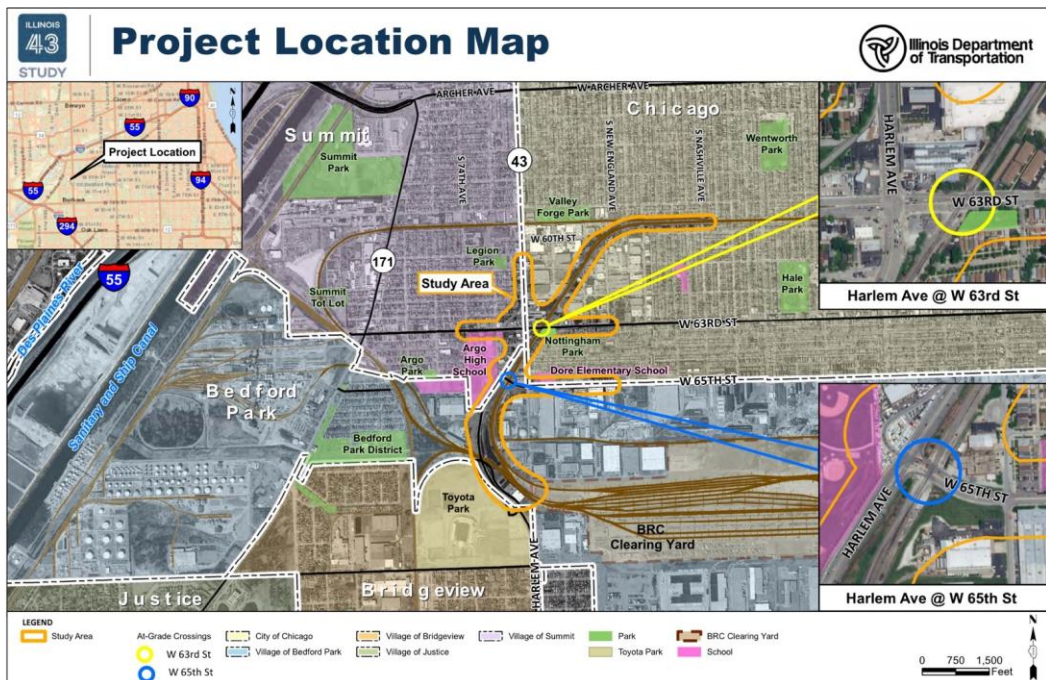 ILLINOIS
43
STUDY
Project Location Map
Illinois Department
of Transportation
Berwyn
Cicero
90
55
Project Location
55
94
Burbank
Oak Lawn
294
N
ARCHER AVE
W ARCHER AVE
Chicago
Summit
Summit
Park
S 74TH AVE
43
S NEW ENGLAND AVE
S NASHVILLE AVE
Wentworth
Park
Valley
Forge Park
W 60TH ST
Legion
Park
171
Study Area
Summit
Tot Lot
Hale
Park
W 63RD ST
55
Des Plaines River
Sanitary and Ship Canal
Argo
High
School
Nottingham
Park
Argo
Park
Dore Elementary School
W 65TH ST
Bedford
Park
Bedford
Park District
Toyota
Park
BRC
Clearing Yard
HARLEM AVE
Justice
Bridgeview
HARLEM AVE
W 63RD ST
N
Harlem Ave @ W 63rd St
HARLEM AVE
W 65TH ST
N
Harlem Ave @ W 65th St
LEGEND
Study Area
At-Grade Crossings
W 63rd St
W 65th St
City of Chicago
Village of Bedford Park
Village of Bridgeview
Village of Justice
Village of Summit
Park
Toyota Park
BRC Clearing Yard
School
N
0 750 1,500
Feet